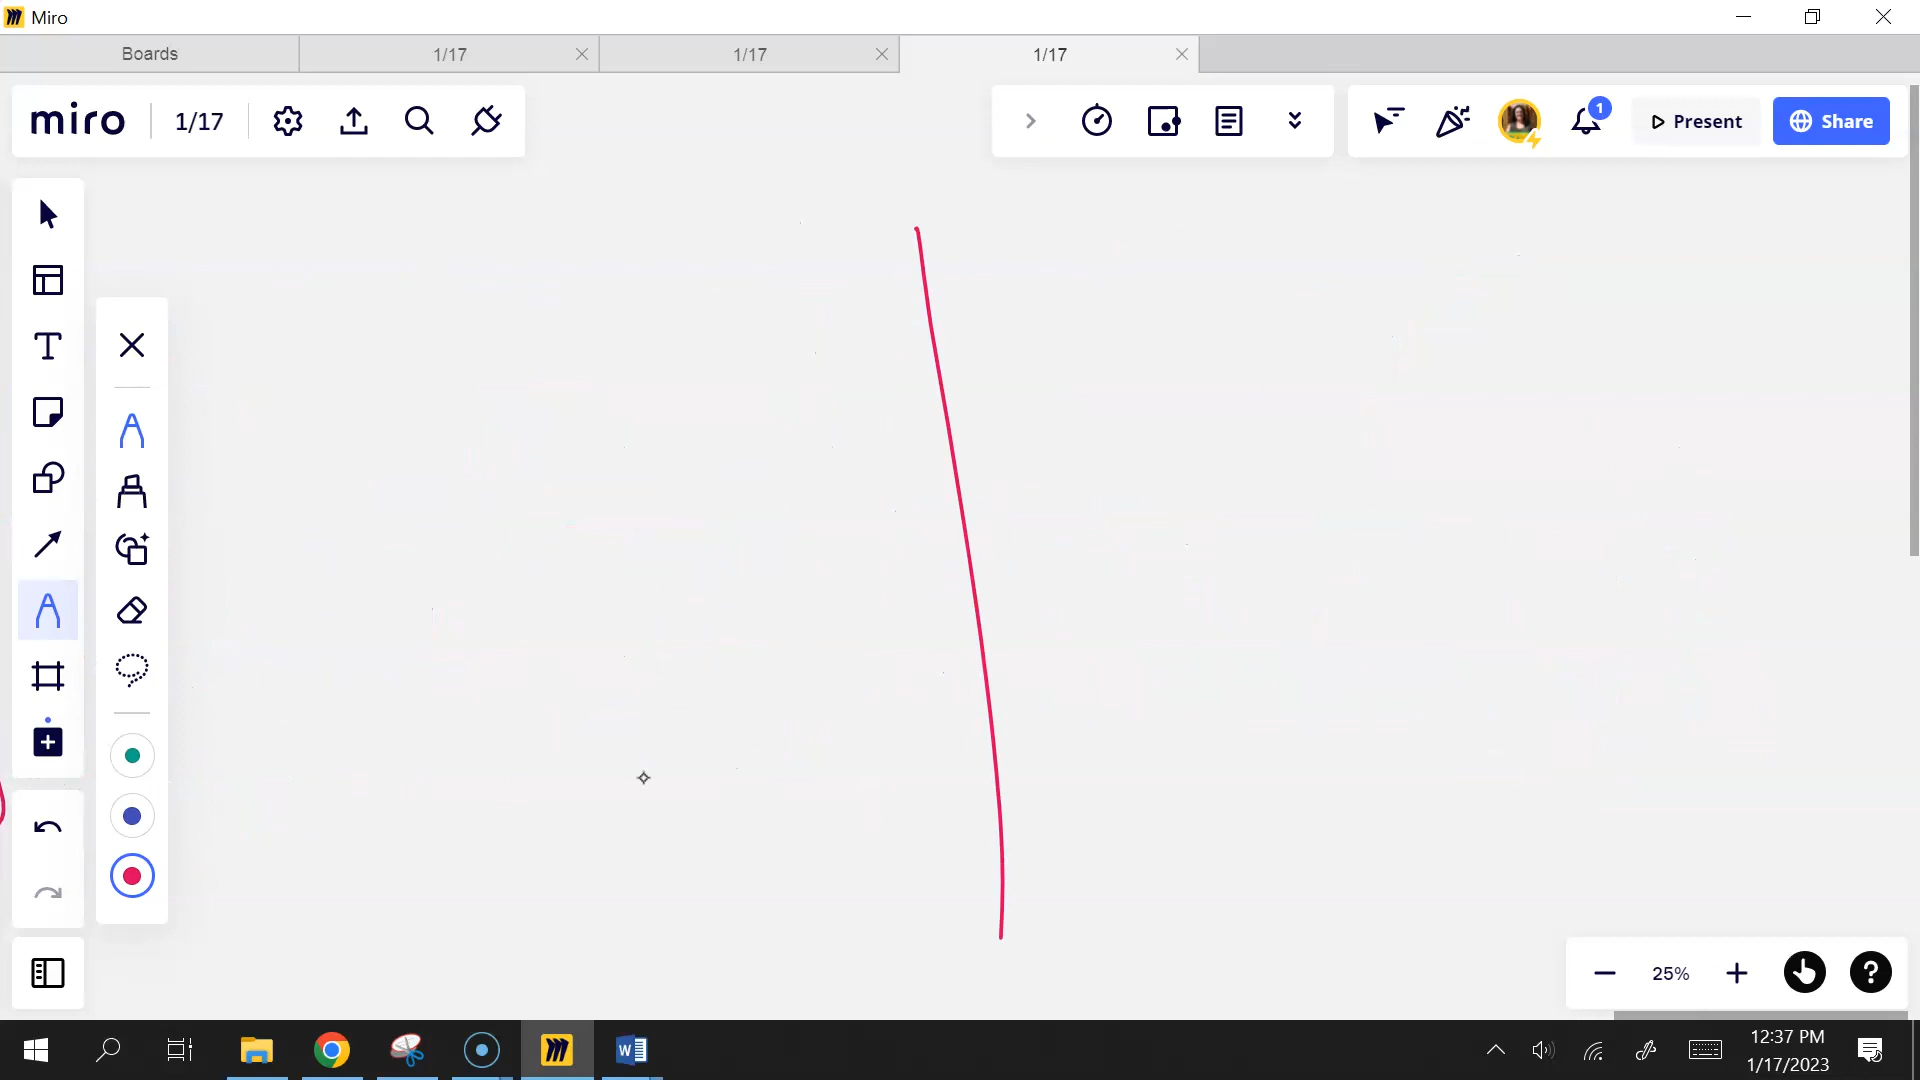 Miro
Boards 1/17 1/17 1/17
miro 1/17 1 Present Share
25% ?
12:37 PM
1/17/2023